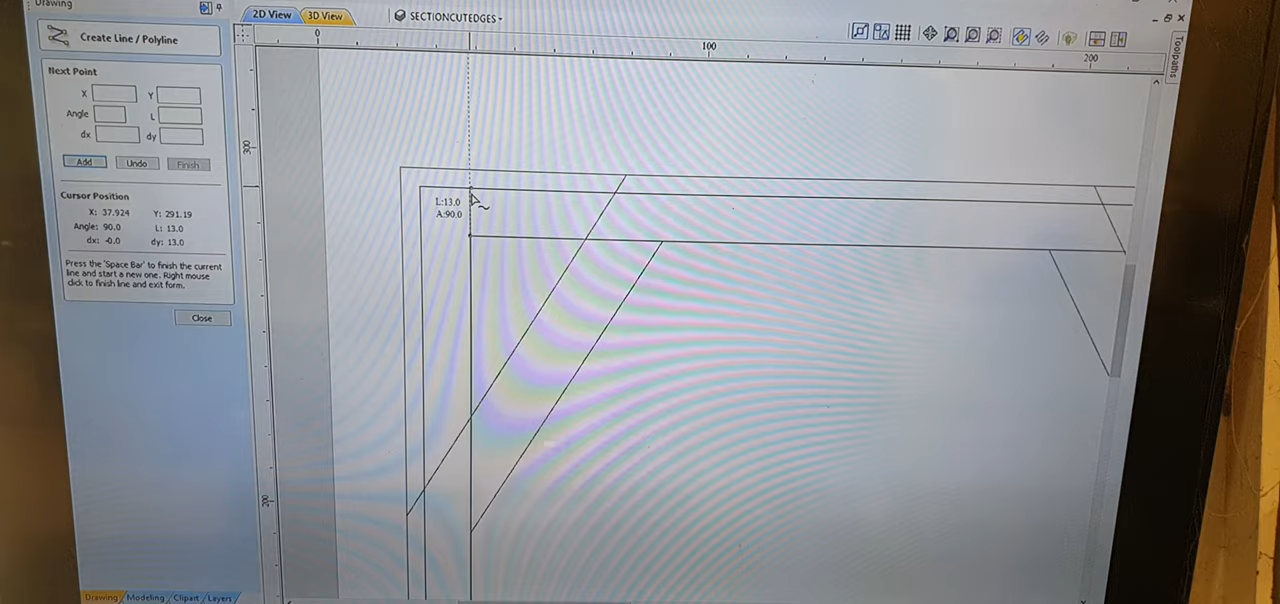 Drawing
Create Line / Polyline
Next Point
X
Y
Angle
L
dx
dy
Add
Undo
Finish
Cursor Position
X: 37.924 Y: 291.19
Angle: 90.0 L: 13.0
dx: -0.0 dy: 13.0
Press the 'Space Bar' to finish the current
line and start a new one. Right mouse
click to finish line and exit form.
Close
Drawing Modeling Clipart Layers
2D View
3D View
SECTIONCUTEDGES
0
100
200
300
200
L:13.0
A:90.0
Toolpaths